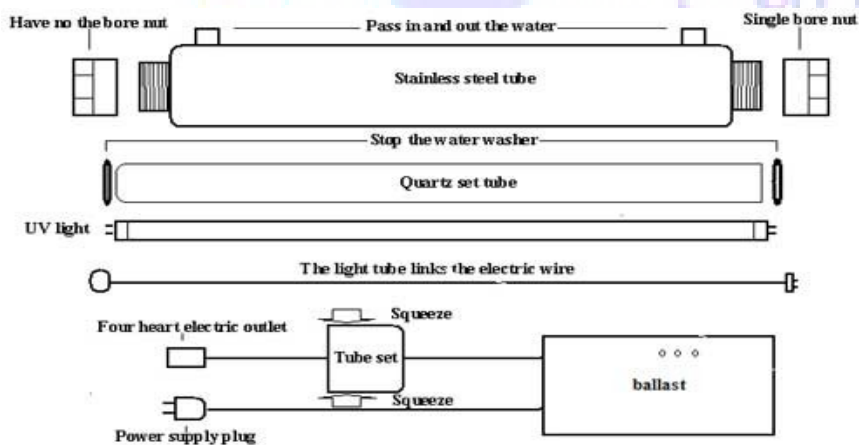 Have no the bore nut
Pass in and out the water
Single bore nut
Stainless steel tube
Stop the water washer
Quartz set tube
UV light
The light tube links the electric wire
Squeeze
Four heart electric outlet
Tube set
ballast
Squeeze
Power supply plug